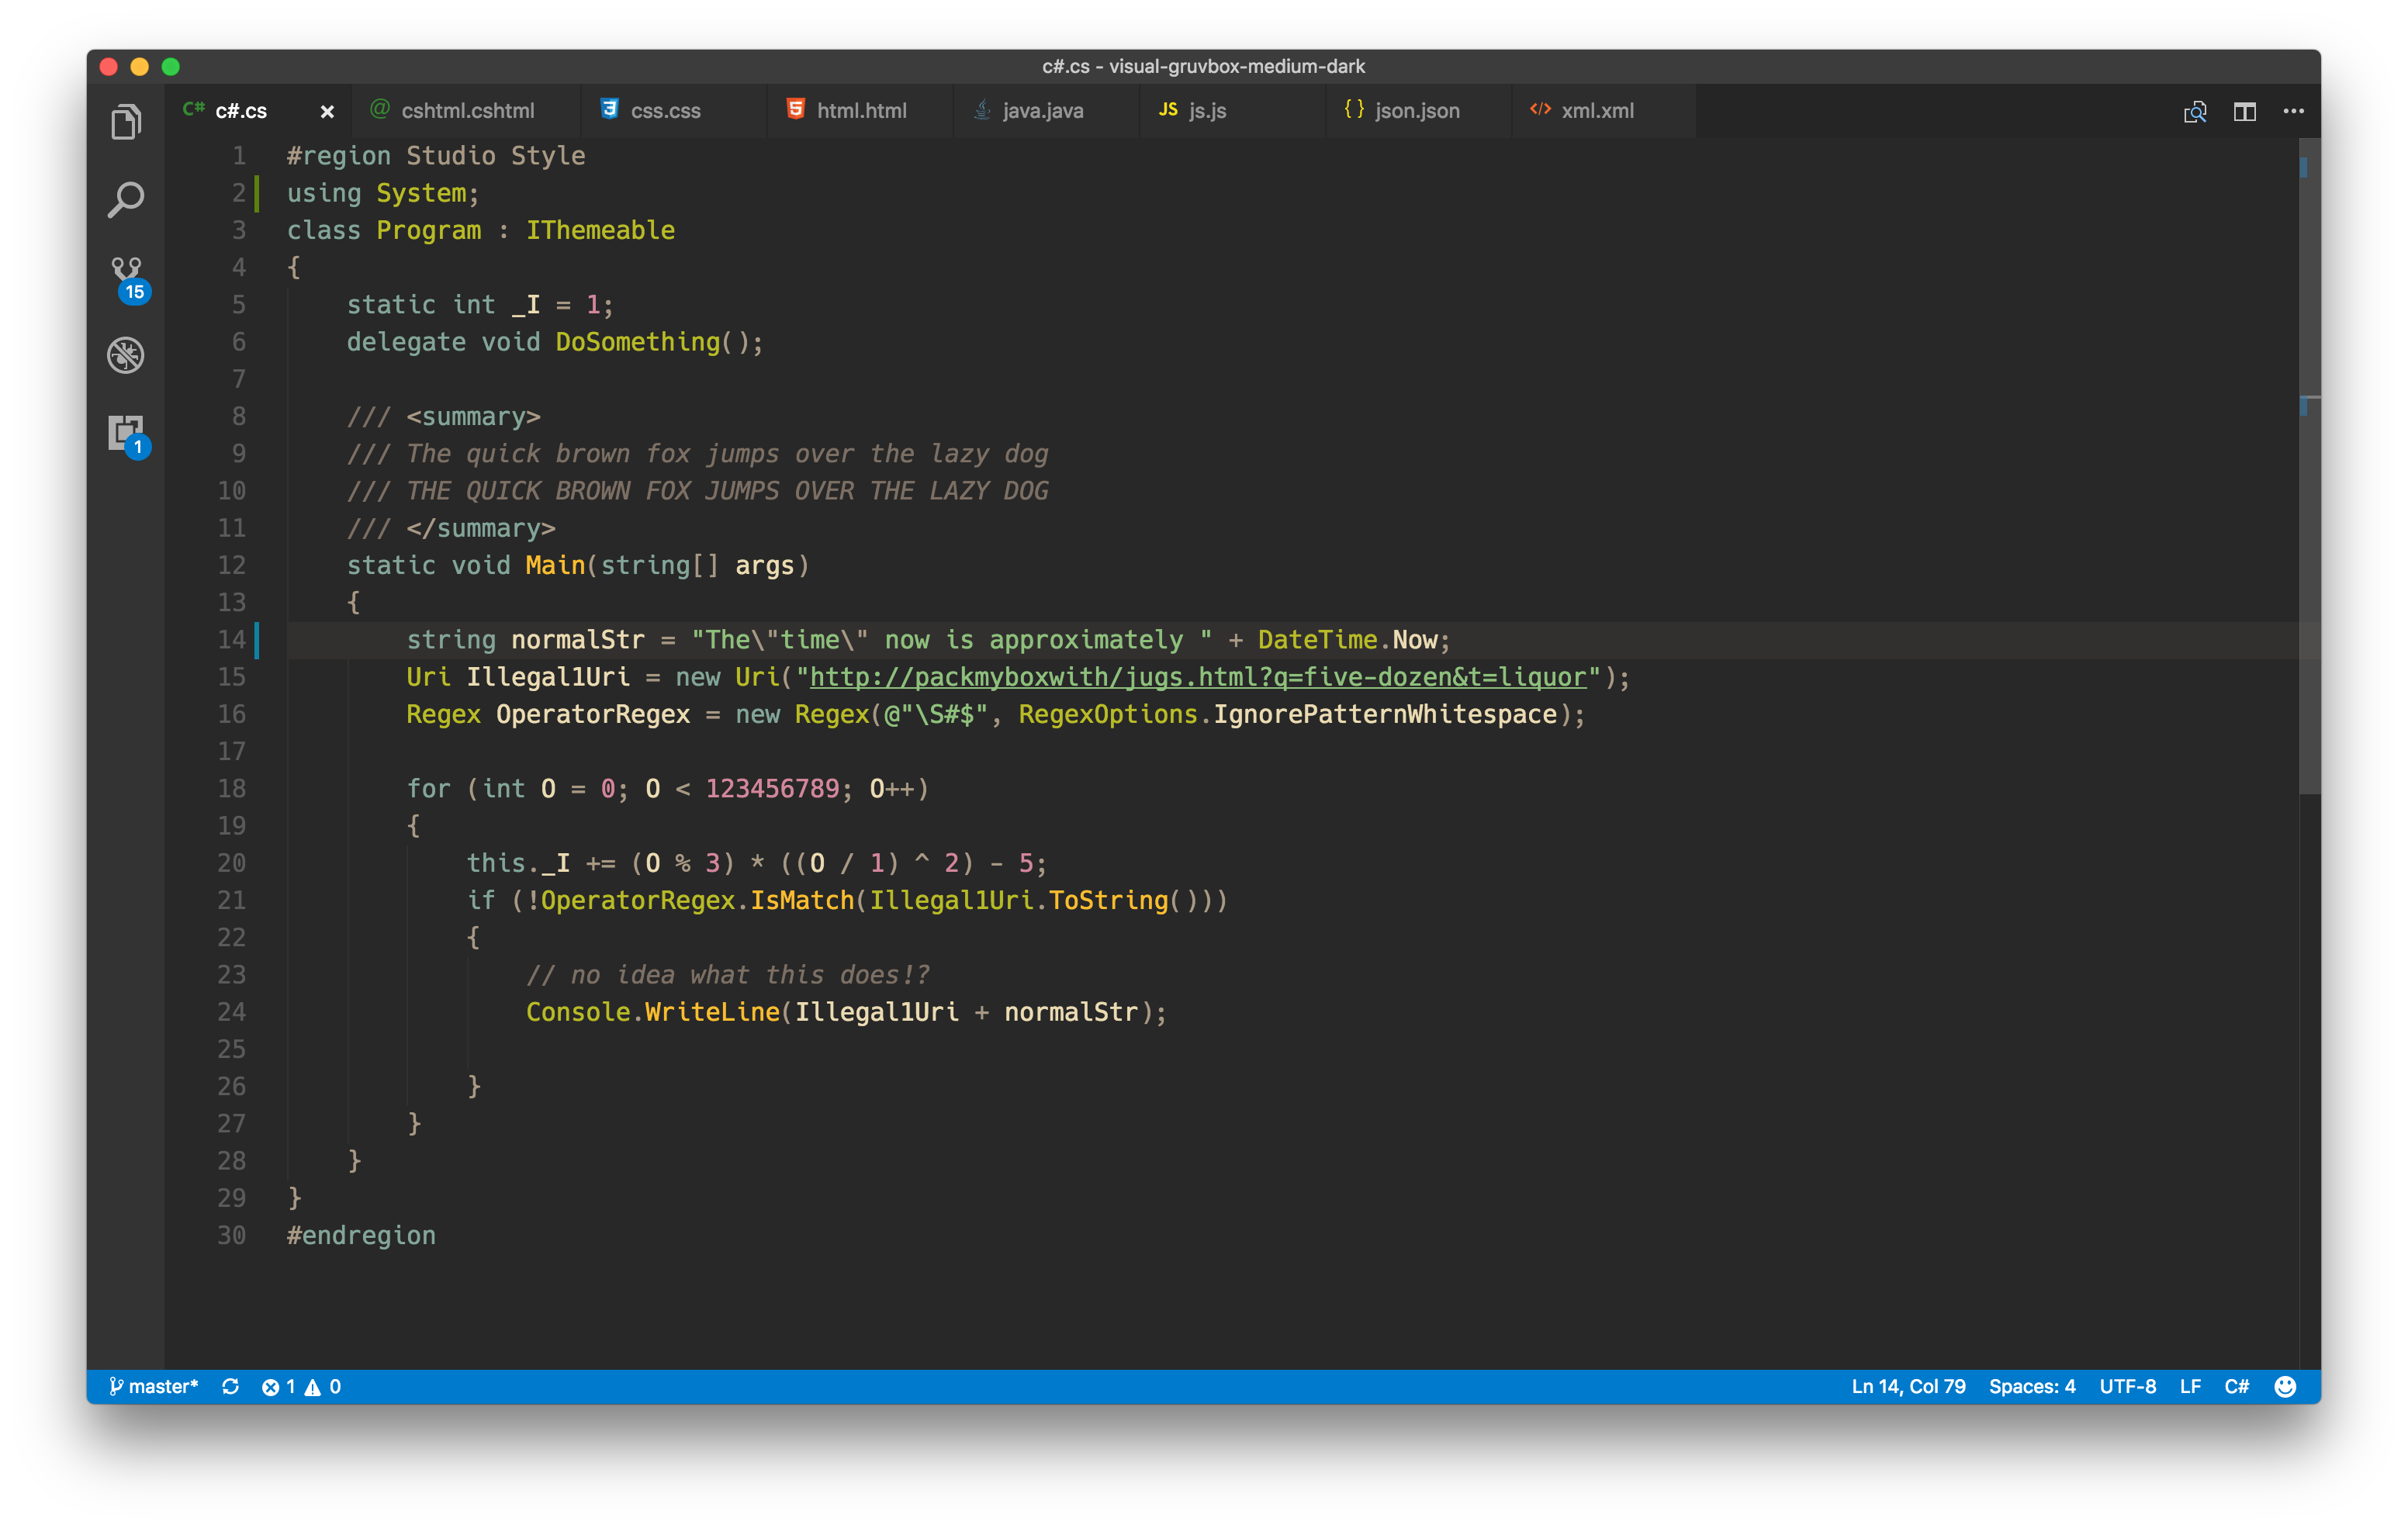 c#.cs - visual-gruvbox-medium-dark
C# c#.cs × @ cshtml.cshtml 3 css.css 5 html.html java.java JS js.js { } json.json </> xml.xml ...
15
1
1 #region Studio Style
2 using System;
3 class Program : IThemeable
4 {
5     static int _I = 1;
6     delegate void DoSomething();
7
8     /// <summary>
9     /// The quick brown fox jumps over the lazy dog
10     /// THE QUICK BROWN FOX JUMPS OVER THE LAZY DOG
11     /// </summary>
12     static void Main(string[] args)
13     {
14         string normalStr = "The\"time\" now is approximately " + DateTime.Now;
15         Uri Illegal1Uri = new Uri("http://packmyboxwith/jugs.html?q=five-dozen&t=liquor");
16         Regex OperatorRegex = new Regex(@"\S#$", RegexOptions.IgnorePatternWhitespace);
17
18         for (int O = 0; O < 123456789; O++)
19         {
20             this._I += (O % 3) * ((O / 1) ^ 2) - 5;
21             if (!OperatorRegex.IsMatch(Illegal1Uri.ToString()))
22             {
23                 // no idea what this does!?
24                 Console.WriteLine(Illegal1Uri + normalStr);
25
26             }
27         }
28     }
29 }
30 #endregion
master* 1 0 Ln 14, Col 79 Spaces: 4 UTF-8 LF C#